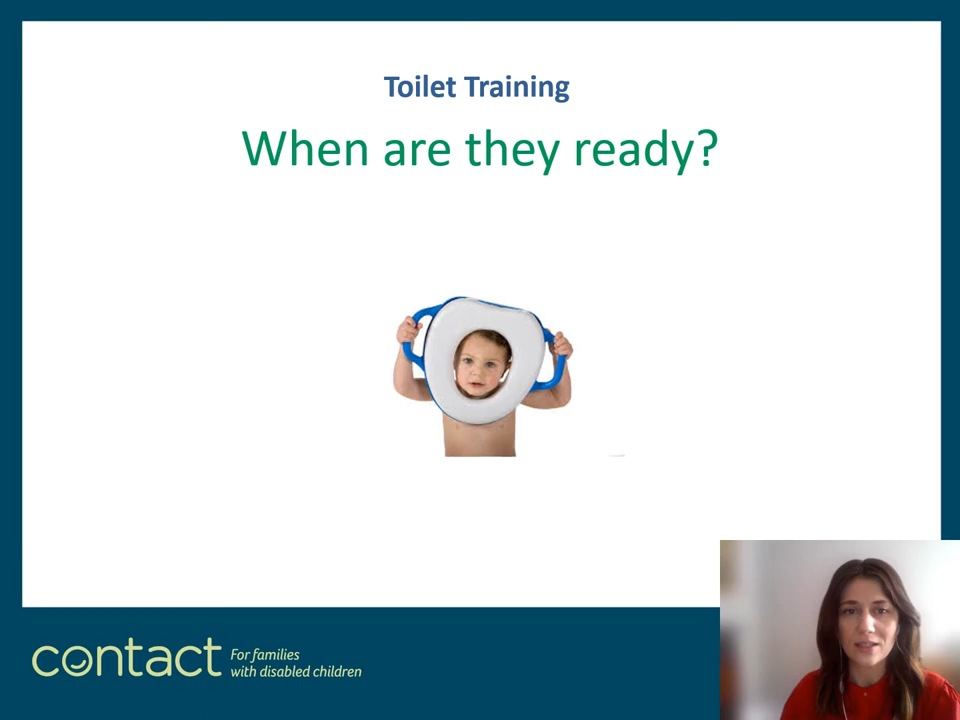 Toilet Training
When are they ready?
contact
For families
with disabled children